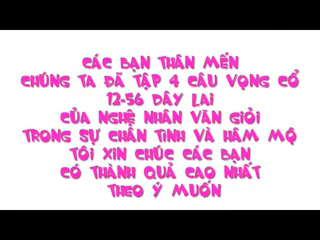 CÁC BẠN THÂN MẾN
CHÚNG TA ĐÃ TẬP 4 CÂU VỌNG CỔ
12-56 DÂY LAI
CỦA NGHỆ NHÂN VĂN GIỎI
TRONG SỰ CHÂN TÌNH VÀ HÂM MỘ
TÔI XIN CHÚC CÁC BẠN
CÓ THÀNH QUẢ CAO NHẤT
THEO Ý MUỐN